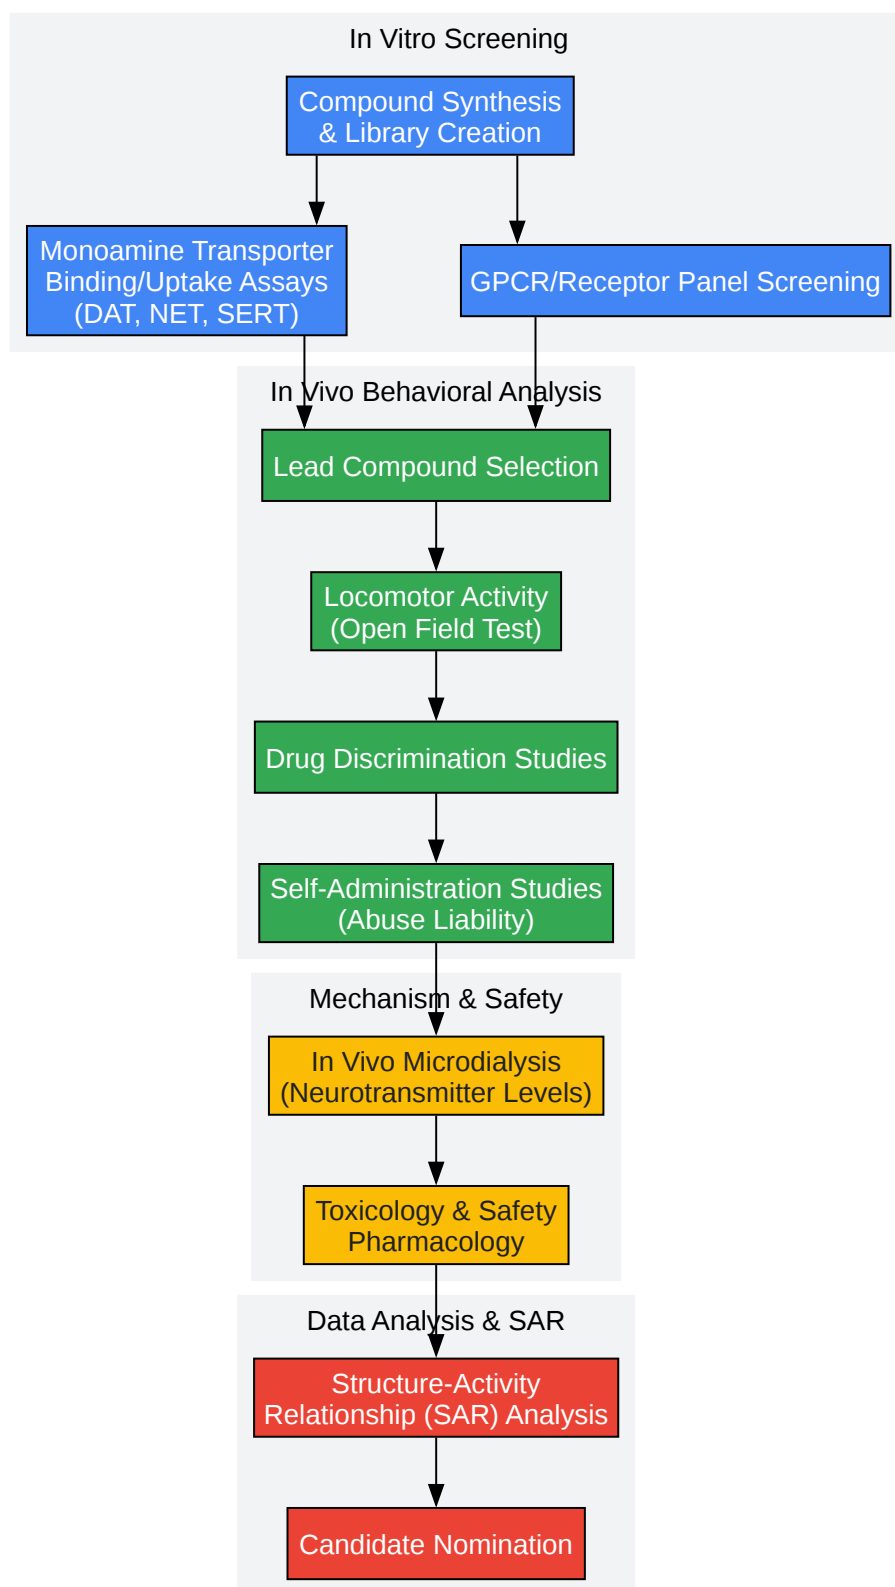 In Vitro Screening
Compound Synthesis
& Library Creation
Monoamine Transporter
Binding/Uptake Assays
(DAT, NET, SERT)
GPCR/Receptor Panel Screening
In Vivo Behavioral Analysis
Lead Compound Selection
Locomotor Activity
(Open Field Test)
Drug Discrimination Studies
Self-Administration Studies
(Abuse Liability)
Mechanism & Safety
In Vivo Microdialysis
(Neurotransmitter Levels)
Toxicology & Safety
Pharmacology
Data Analysis & SAR
Structure-Activity
Relationship (SAR) Analysis
Candidate Nomination